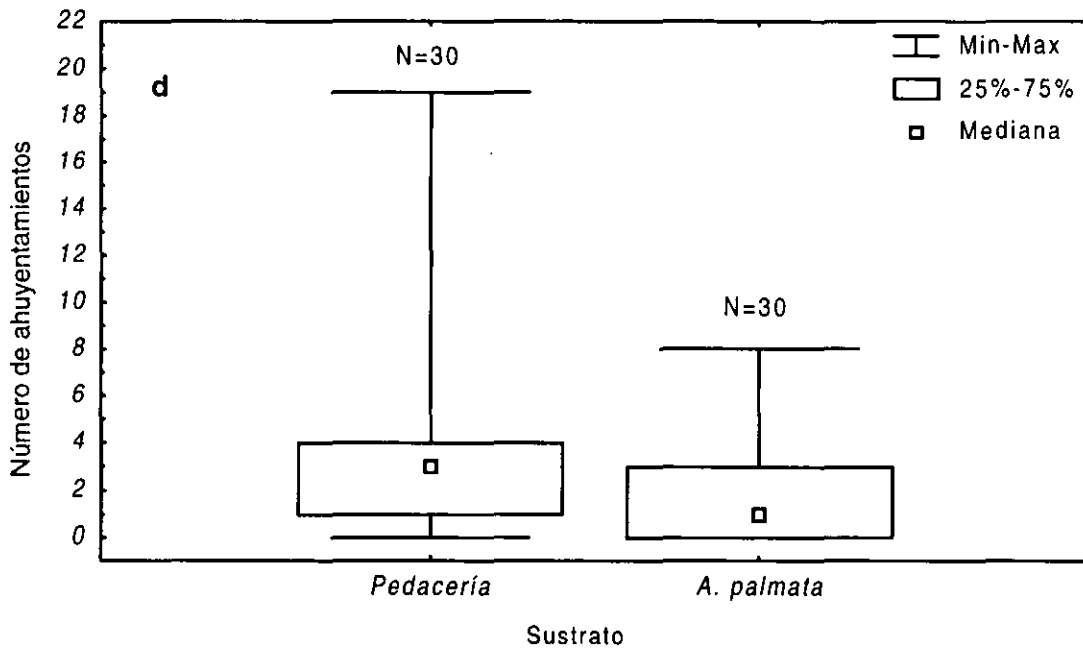 22
20
18
16
14
12
10
8
6
4
2
0
Número de ahuyentamientos
d
N=30
N=30
Min-Max
25%-75%
Mediana
Pedacería
A. palmata
Sustrato